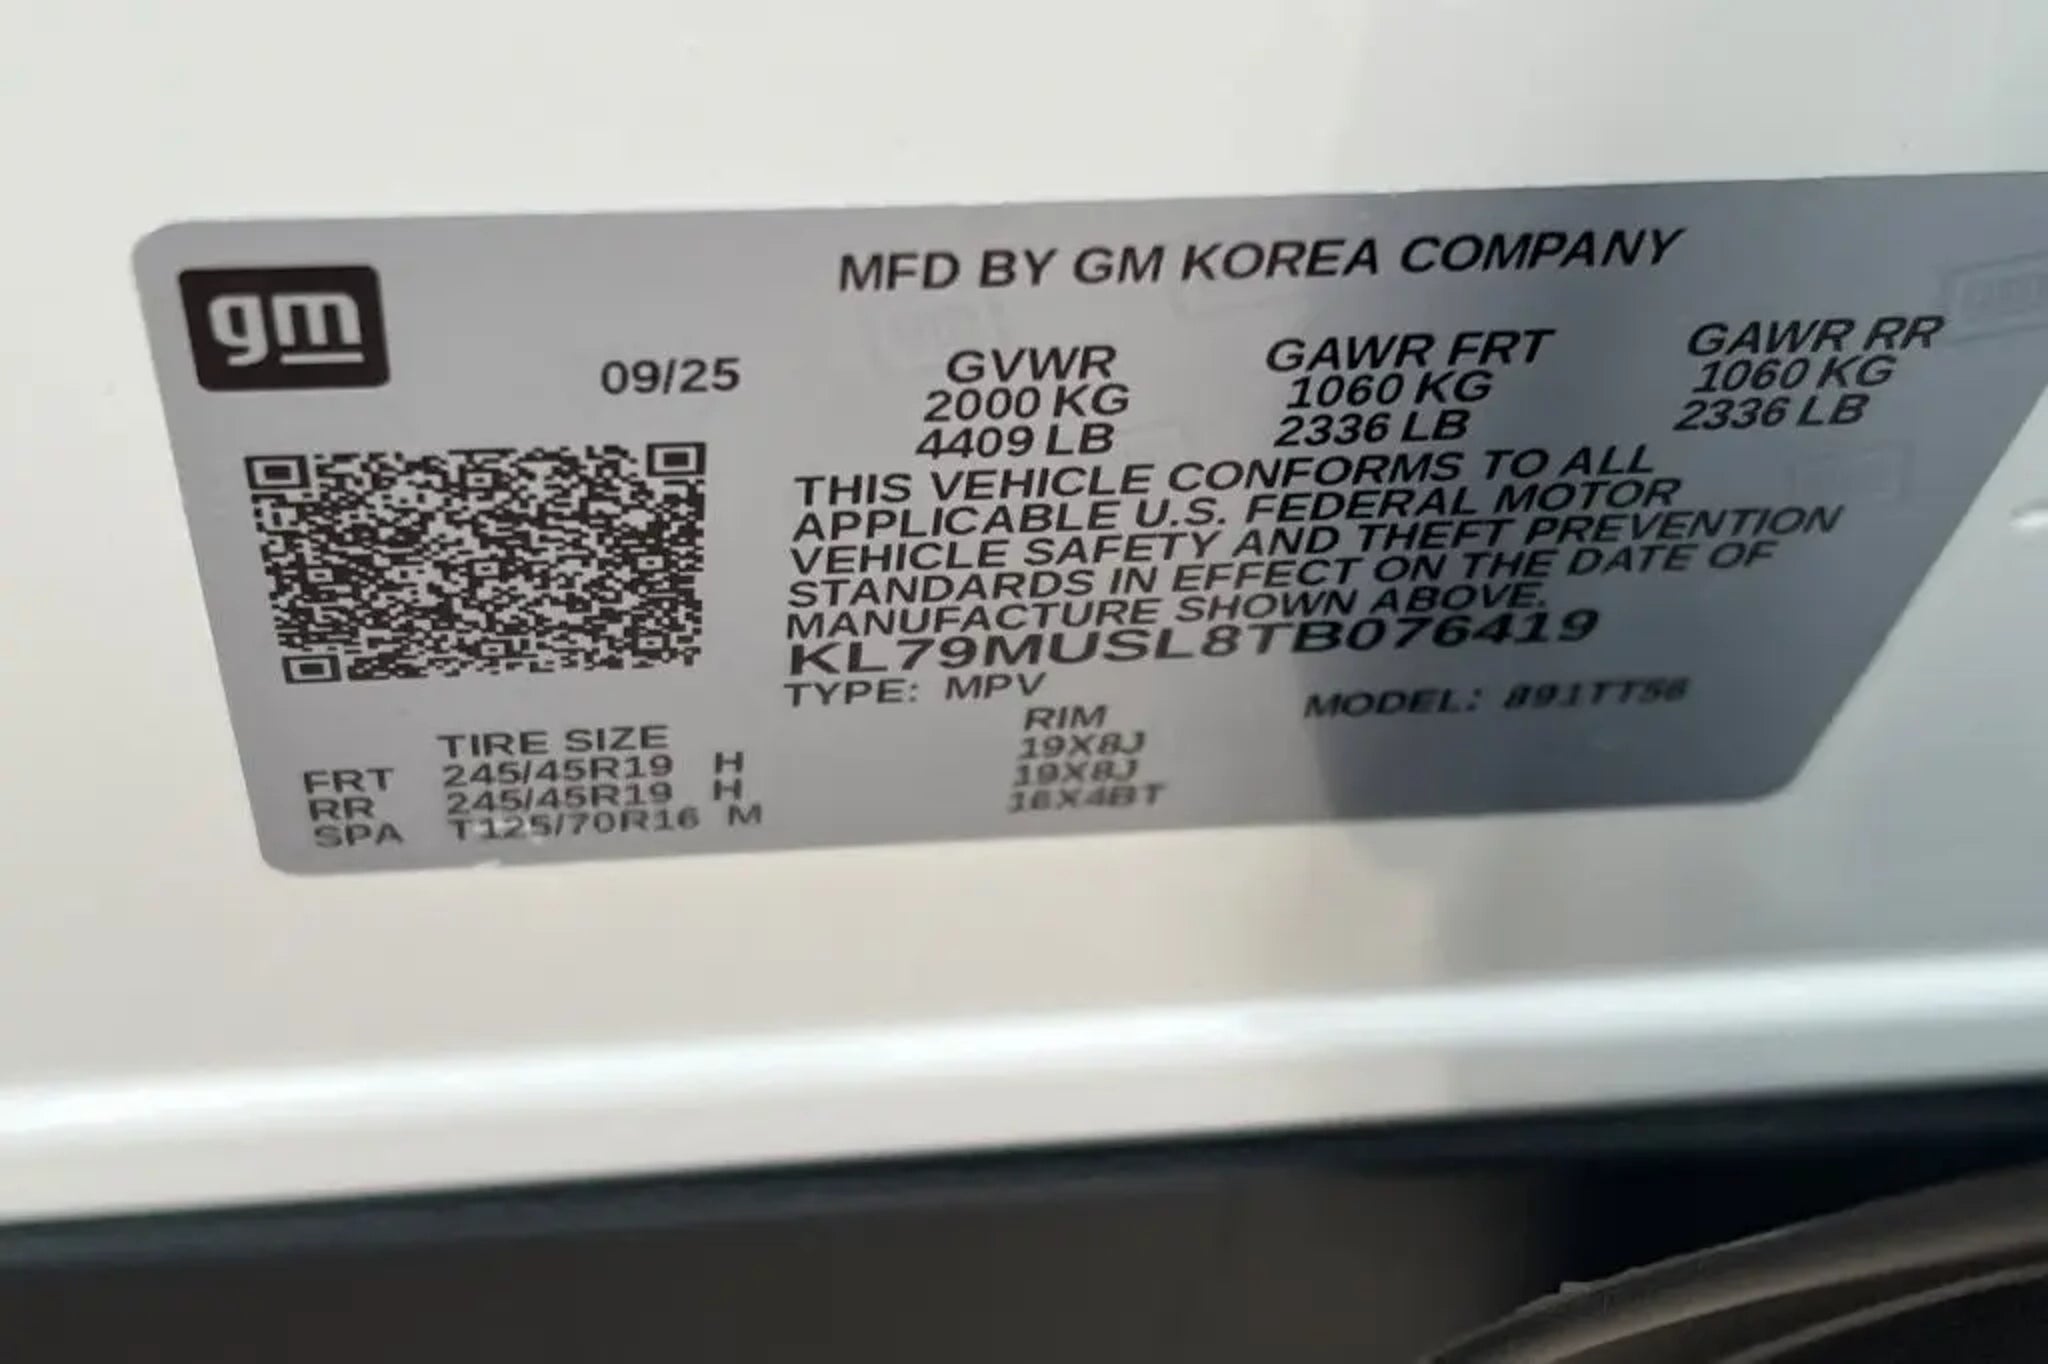 gm
MFD BY GM KOREA COMPANY
09/25
GVWR GAWR FRT GAWR RR
2000 KG 1060 KG 1060 KG
4409 LB 2336 LB 2336 LB
THIS VEHICLE CONFORMS TO ALL
APPLICABLE U.S. FEDERAL MOTOR
VEHICLE SAFETY AND THEFT PREVENTION
STANDARDS IN EFFECT ON THE DATE OF
MANUFACTURE SHOWN ABOVE.
KL79MUSL8TB076419
TYPE: MPV MODEL: 891TT56
TIRE SIZE RIM
FRT 245/45R19 H 19X8J
RR 245/45R19 H 19X8J
SPA T125/70R16 M 16X4BT